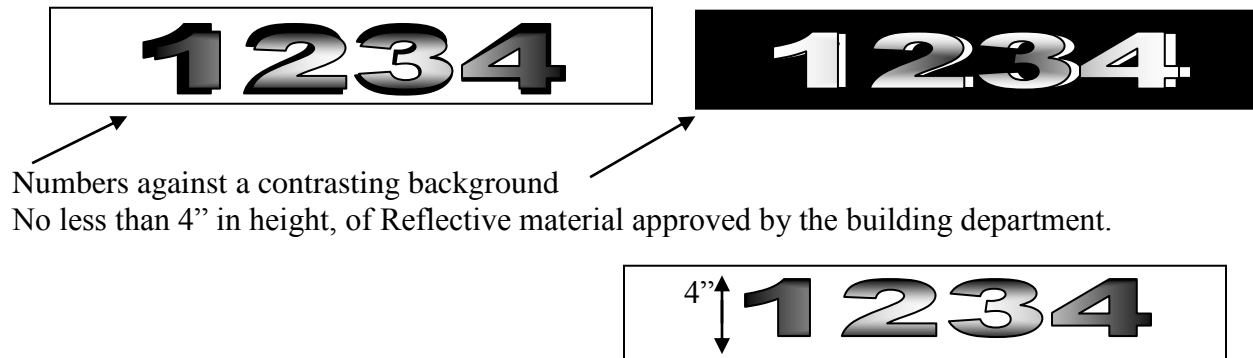 1234 1234
Numbers against a contrasting background
No less than 4” in height, of Reflective material approved by the building department.
4” 1234